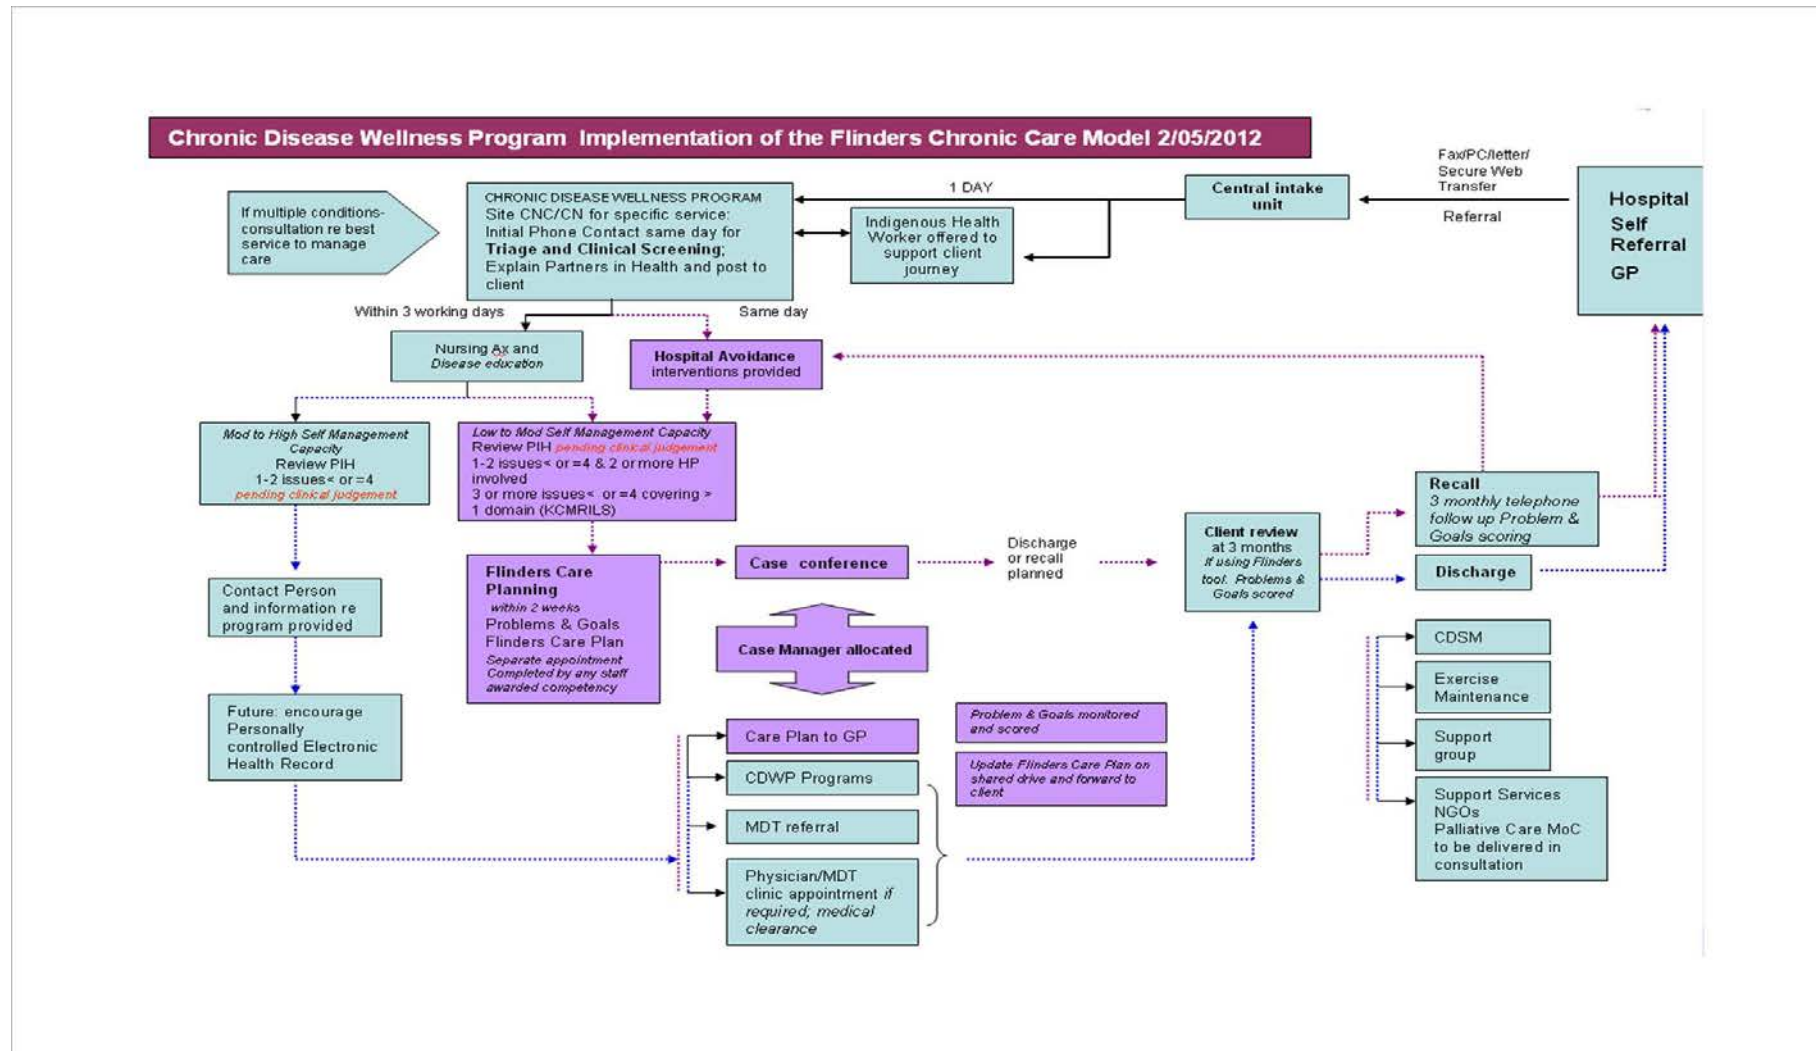 Chronic Disease Wellness Program  Implementation of the Flinders Chronic Care Model 2/05/2012
Fax/PC/letter/
Secure Web
Transfer
Referral
Hospital
Self
Referral
GP
Central intake
unit
1 DAY
If multiple conditions-
consultation re best
service to manage
care
CHRONIC DISEASE WELLNESS PROGRAM
Site CNC/CN for specific service:
Initial Phone Contact same day for
Triage and Clinical Screening;
Explain Partners in Health and post to
client
Indigenous Health
Worker offered to
support client
journey
Within 3 working days
Same day
Nursing Ax and
Disease education
Hospital Avoidance
interventions provided
Mod to High Self Management
Capacity
Review PIH
1-2 issues< or =4
pending clinical judgement
Low to Mod Self Management Capacity
Review PIH pending clinical judgement
1-2 issues< or =4 & 2 or more HP
involved
3 or more issues< or =4 covering >
1 domain (KCMRILS)
Contact Person
and information re
program provided
Future: encourage
Personally
controlled Electronic
Health Record
Flinders Care
Planning
within 2 weeks
Problems & Goals
Flinders Care Plan
Separate appointment
Completed by any staff
awarded competency
Case conference
Discharge
or recall
planned
Case Manager allocated
Care Plan to GP
CDWP Programs
MDT referral
Physician/MDT
clinic appointment if
required; medical
clearance
Problem & Goals monitored
and scored
Update Flinders Care Plan on
shared drive and forward to
client
Client review
at 3 months
if using Flinders
tool. Problems &
Goals scored
Recall
3 monthly telephone
follow up Problem &
Goals scoring
Discharge
CDSM
Exercise
Maintenance
Support
group
Support Services
NGOs
Palliative Care MoC
to be delivered in
consultation